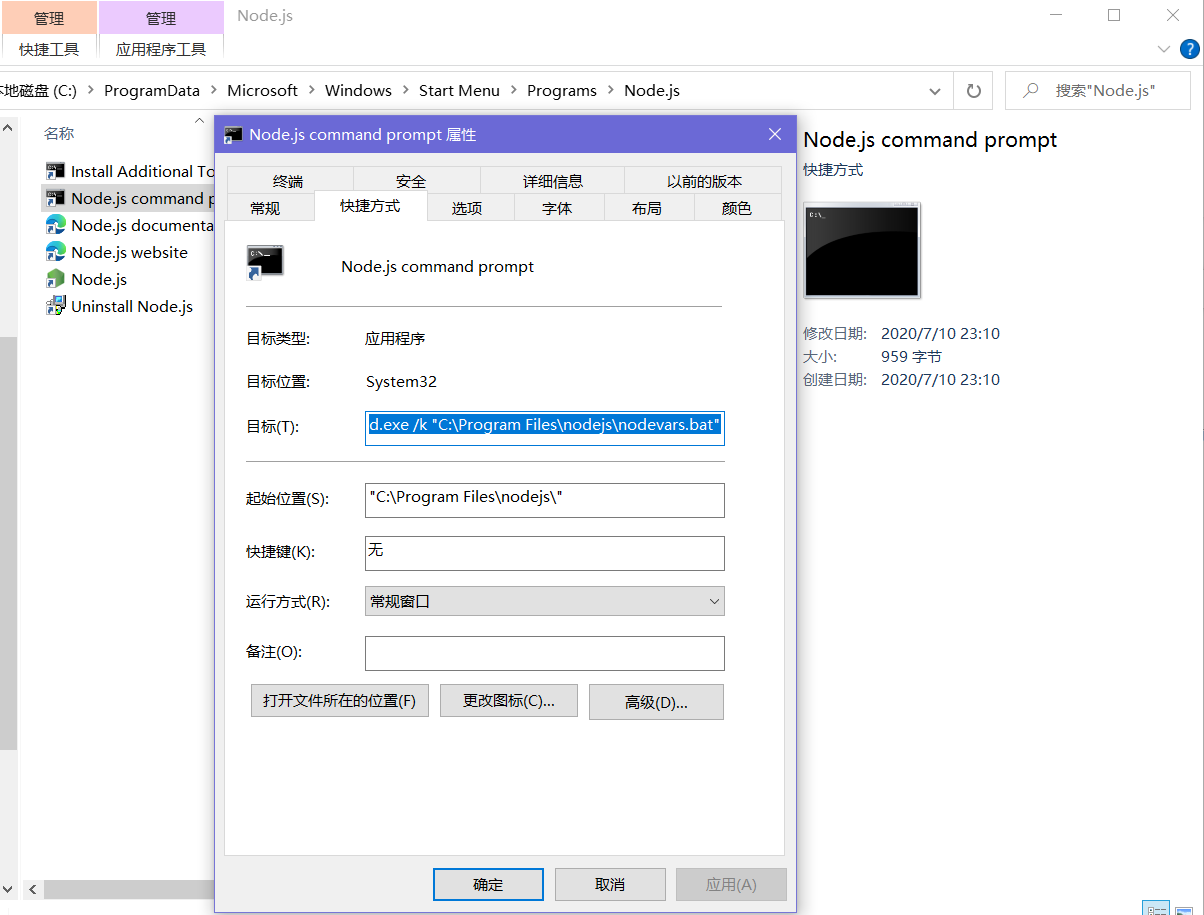 管理 管理 Node.js
快捷工具 应用程序工具
本地磁盘 (C:) ProgramData Microsoft Windows Start Menu Programs Node.js 搜索"Node.js"
名称
Install Additional To
Node.js command p
Node.js documenta
Node.js website
Node.js
Uninstall Node.js
Node.js command prompt 属性
终端 安全 详细信息 以前的版本
常规 快捷方式 选项 字体 布局 颜色
Node.js command prompt
目标类型: 应用程序
目标位置: System32
目标(T): d.exe /k "C:\Program Files\nodejs\nodevars.bat"
起始位置(S): "C:\Program Files\nodejs\"
快捷键(K): 无
运行方式(R): 常规窗口
备注(O):
打开文件所在的位置(F) 更改图标(C)... 高级(D)...
确定 取消 应用(A)
Node.js command prompt
快捷方式
C:\_
修改日期: 2020/7/10 23:10
大小: 959 字节
创建日期: 2020/7/10 23:10